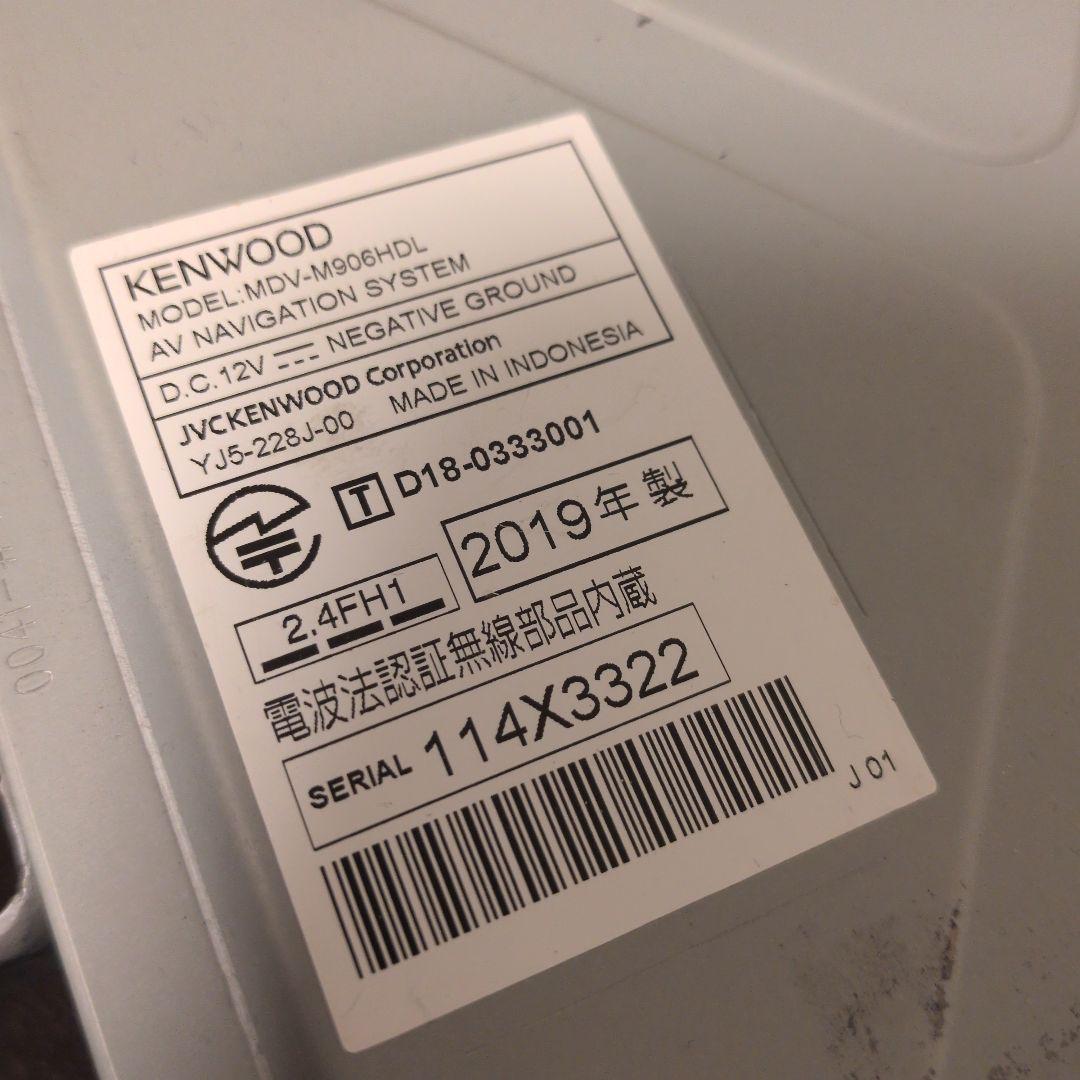 KENWOOD
MODEL:MDV-M906HDL
AV NAVIGATION SYSTEM
D.C.12V NEGATIVE GROUND
JVCKENWOOD Corporation
YJ5-228J-00 MADE IN INDONESIA
T D18-0333001
2019年製
2.4FH1
電波法認証無線部品内蔵
SERIAL 114X3322
J 01